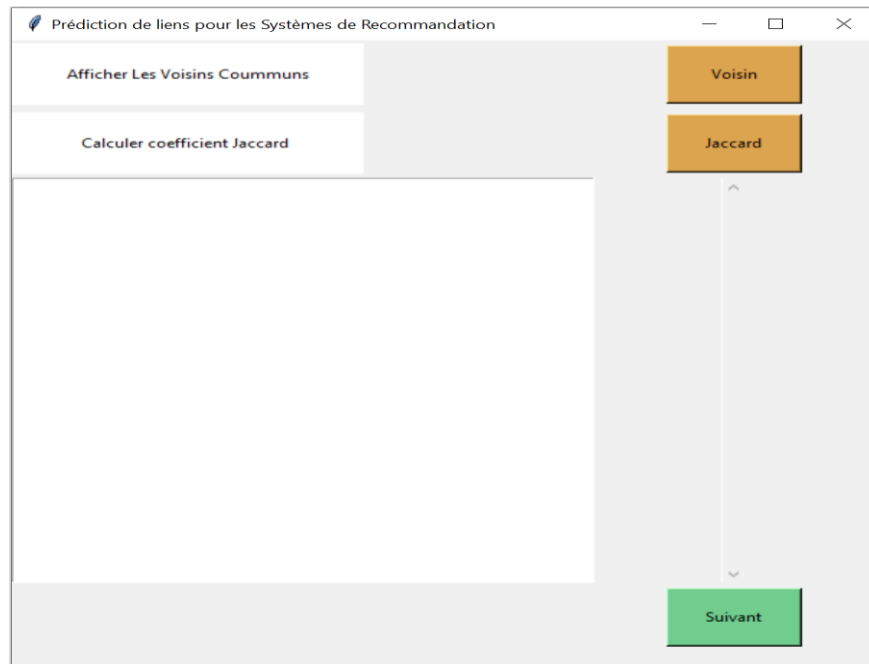 Prédiction de liens pour les Systèmes de Recommandation
Afficher Les Voisins Coummuns
Voisin
Calculer coefficient Jaccard
Jaccard
Suivant